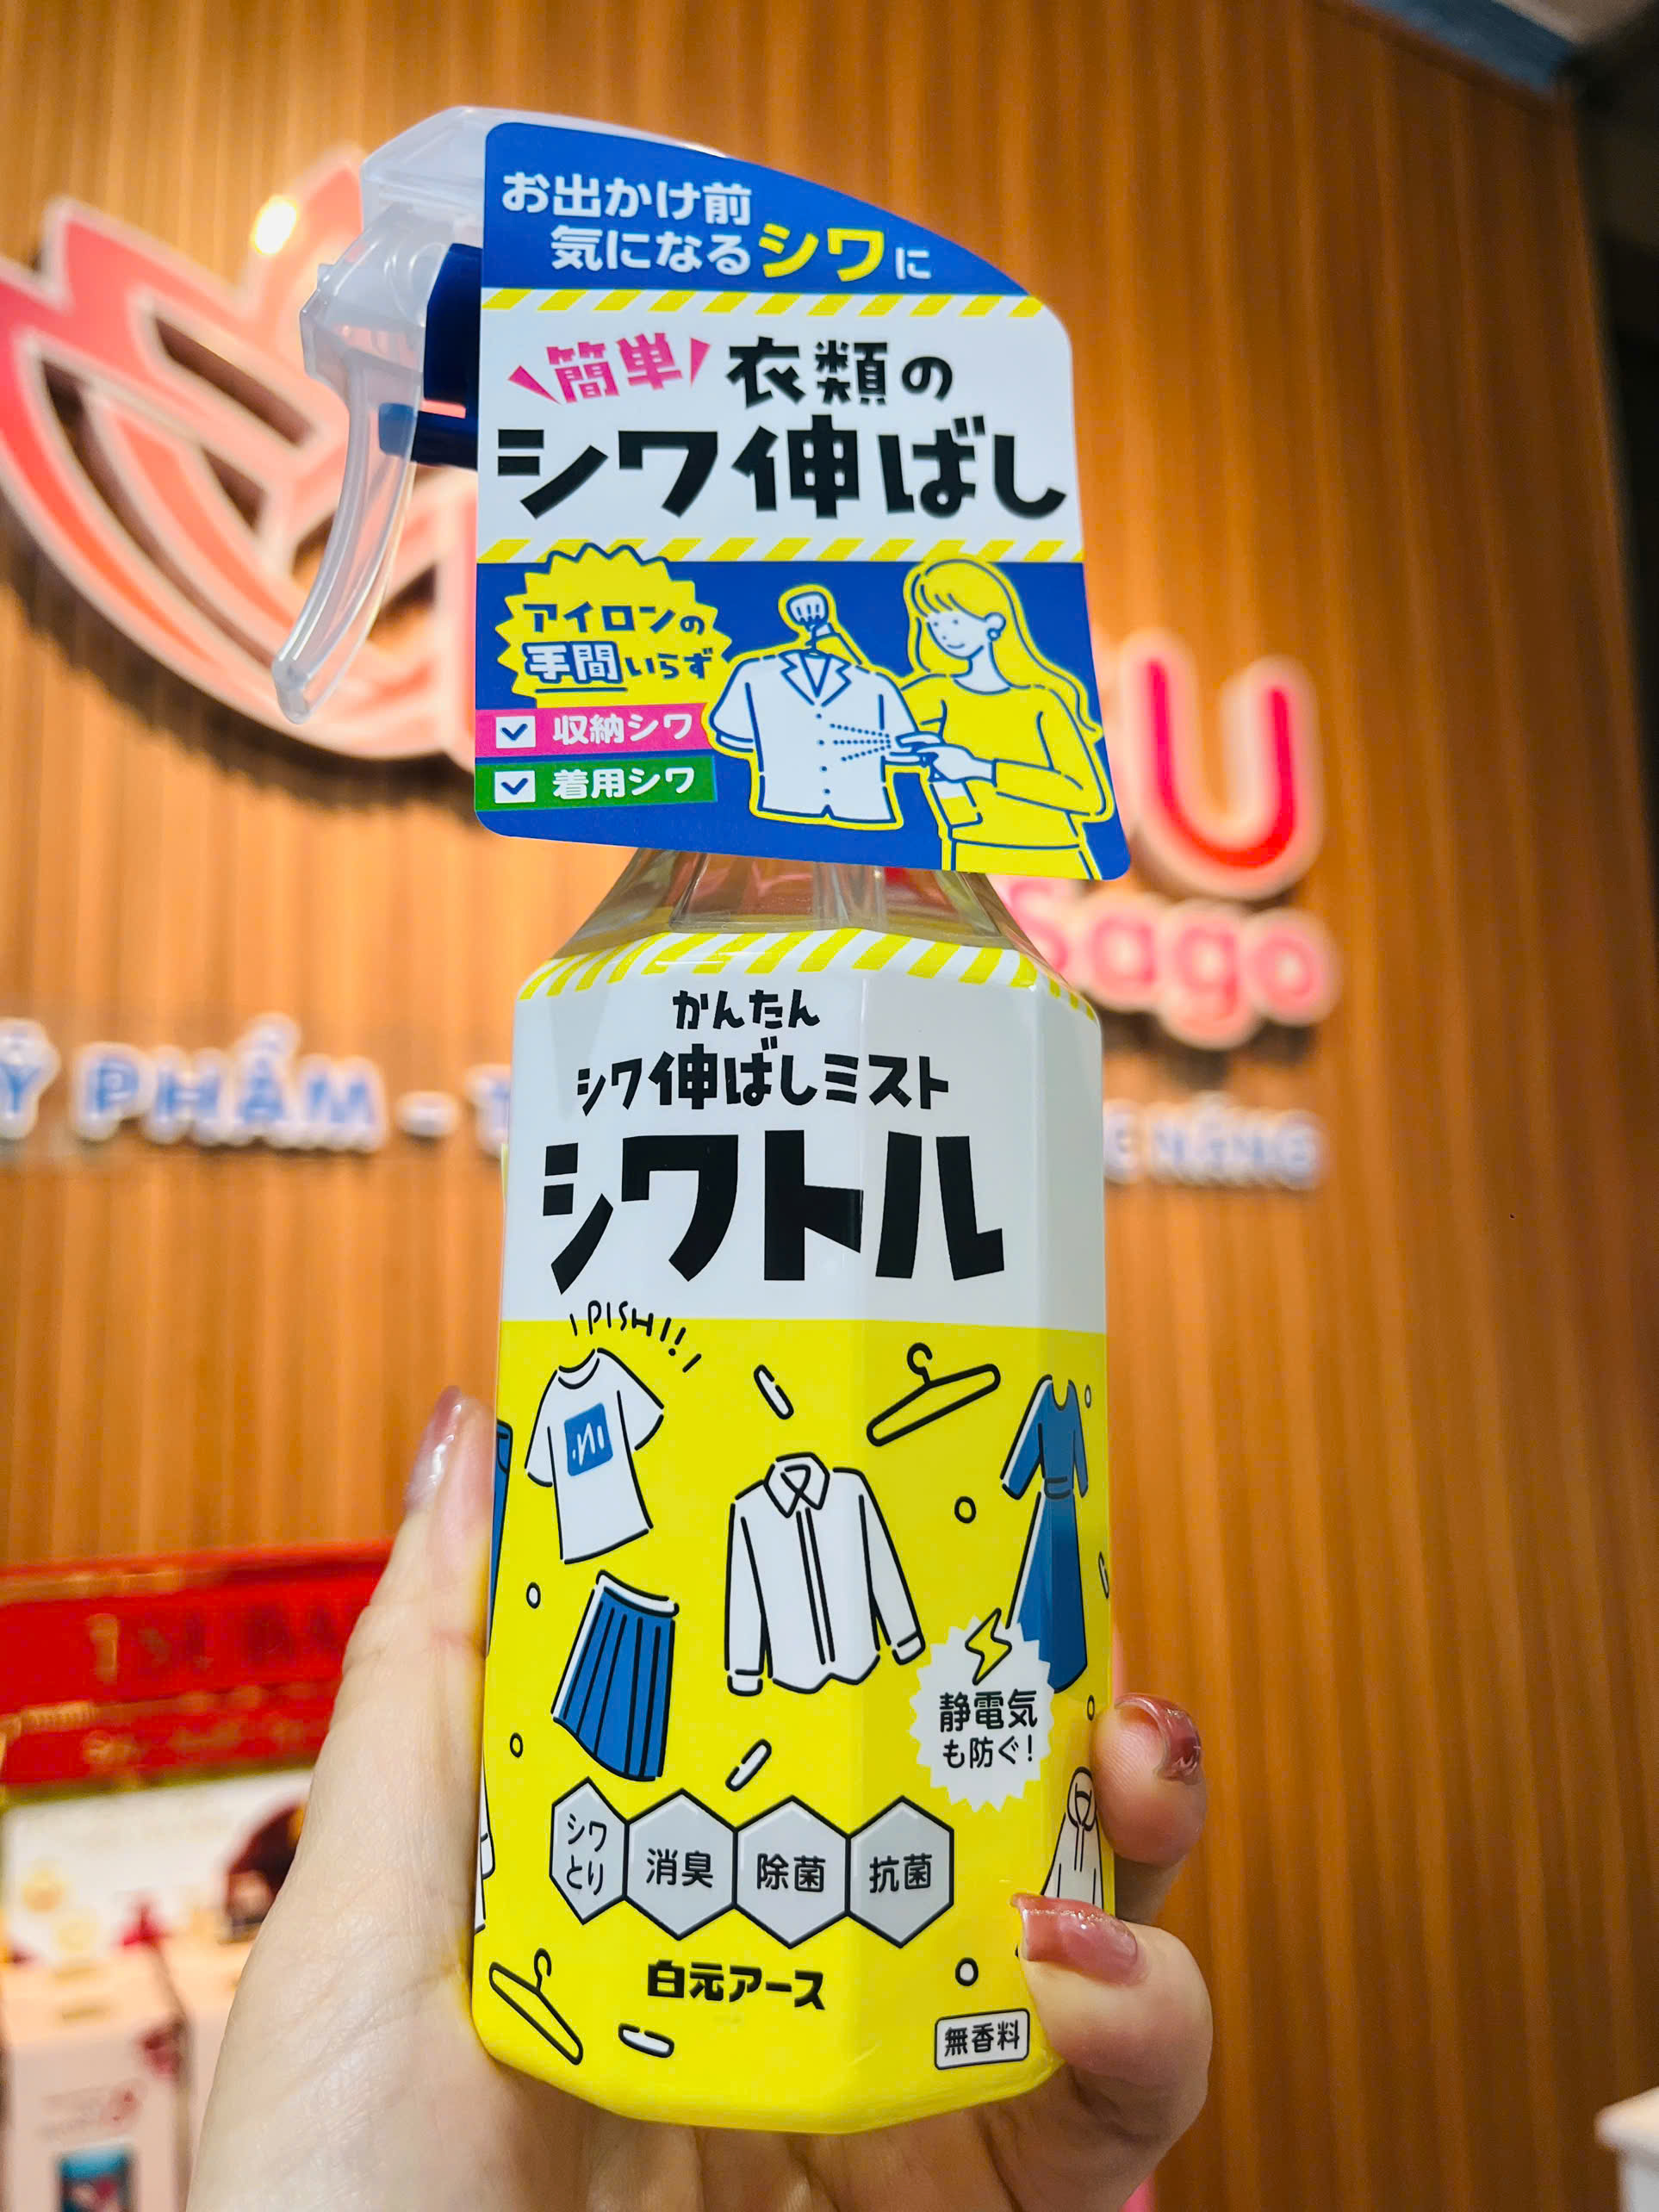 お出かけ前
気になるシワに
簡単 衣類の
シワ伸ばし
アイロンの
手間いらず
収納シワ
着用シワ
U
Sago
Ỹ PHẨM -
NĂNG
かんたん
シワ伸ばしミスト
シワトル
PISH!!
静電気
も防ぐ!
シワ
とり
消臭
除菌
抗菌
白元アース
無香料